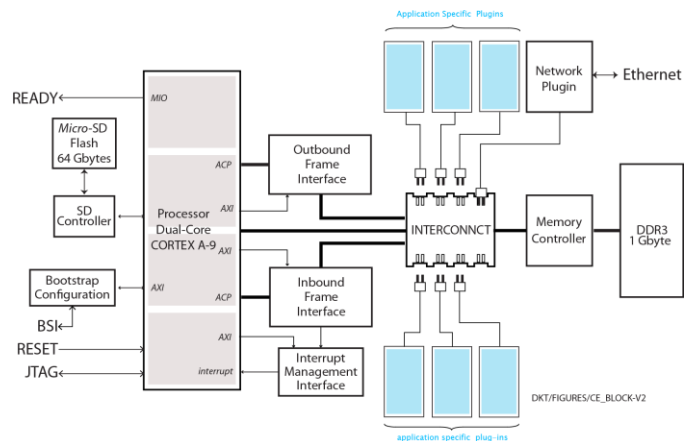 Application Specific Plugins
READY
MIO
Micro-SD
Flash
64 Gbytes
SD
Controller
Bootstrap
Configuration
BSI
RESET
JTAG
Processor
Dual-Core
CORTEX A-9
ACP
AXI
AXI
AXI
ACP
AXI
interrupt
Outbound
Frame
Interface
Inbound
Frame
Interface
Interrupt
Management
Interface
INTERCONNCT
Network
Plugin
Ethernet
Memory
Controller
DDR3
1 Gbyte
DKT/FIGURES/CE_BLOCK-V2
application specific plug-ins